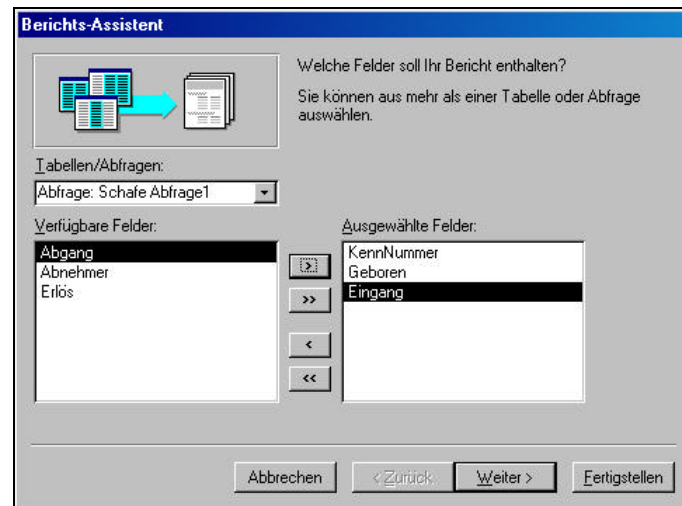 Berichts-Assistent
Welche Felder soll Ihr Bericht enthalten?
Sie können aus mehr als einer Tabelle oder Abfrage
auswählen.
Tabellen/Abfragen:
Abfrage: Schafe Abfrage1
Verfügbare Felder:
Abgang
Abnehmer
Erlös
>
>>
<
<<
Ausgewählte Felder:
KennNummer
Geboren
Eingang
Abbrechen
< Zurück
Weiter >
Fertigstellen